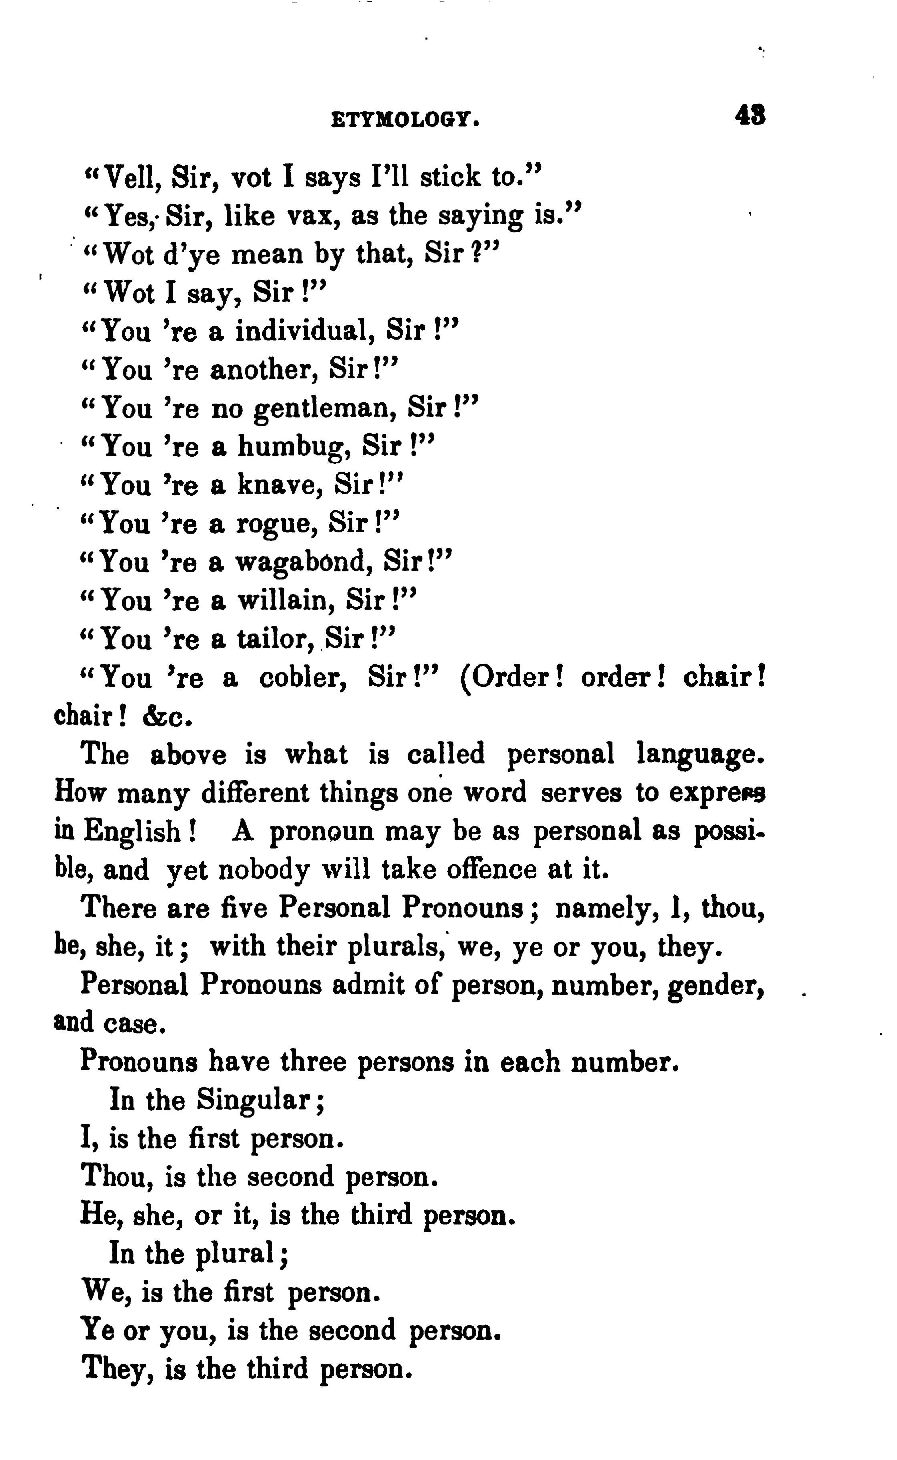 ETYMOLOGY. 43
“Vell, Sir, vot I says I’ll stick to.”
“Yes, Sir, like vax, as the saying is.”
“Wot d’ye mean by that, Sir?”
“Wot I say, Sir!”
“You ’re a individual, Sir!”
“You ’re another, Sir!”
“You ’re no gentleman, Sir!”
“You ’re a humbug, Sir!”
“You ’re a knave, Sir!”
“You ’re a rogue, Sir!”
“You ’re a wagabond, Sir!”
“You ’re a willain, Sir!”
“You ’re a tailor, Sir!”
“You ’re a cobler, Sir!” (Order! order! chair!
chair! &c.
The above is what is called personal language.
How many different things one word serves to express
in English! A pronoun may be as personal as possi-
ble, and yet nobody will take offence at it.
There are five Personal Pronouns; namely, I, thou,
he, she, it; with their plurals, we, ye or you, they.
Personal Pronouns admit of person, number, gender,
and case.
Pronouns have three persons in each number.
In the Singular;
I, is the first person.
Thou, is the second person.
He, she, or it, is the third person.
In the plural;
We, is the first person.
Ye or you, is the second person.
They, is the third person.